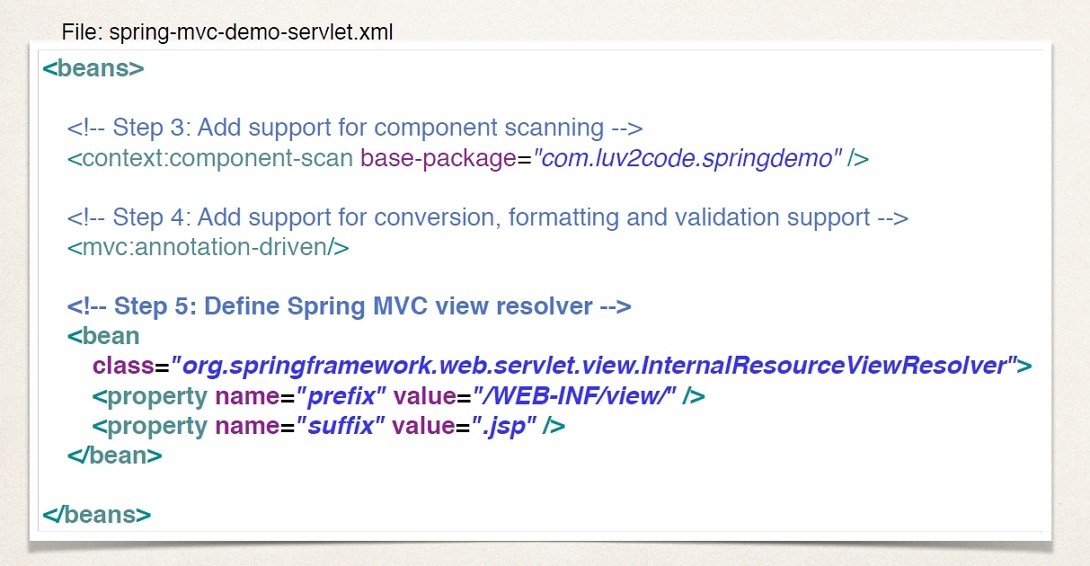 File: spring-mvc-demo-servlet.xml
<beans>
<!-- Step 3: Add support for component scanning -->
<context:component-scan base-package="com.luv2code.springdemo" />
<!-- Step 4: Add support for conversion, formatting and validation support -->
<mvc:annotation-driven/>
<!-- Step 5: Define Spring MVC view resolver -->
<bean
class="org.springframework.web.servlet.view.InternalResourceViewResolver">
<property name="prefix" value="/WEB-INF/view/" />
<property name="suffix" value=".jsp" />
</bean>
</beans>